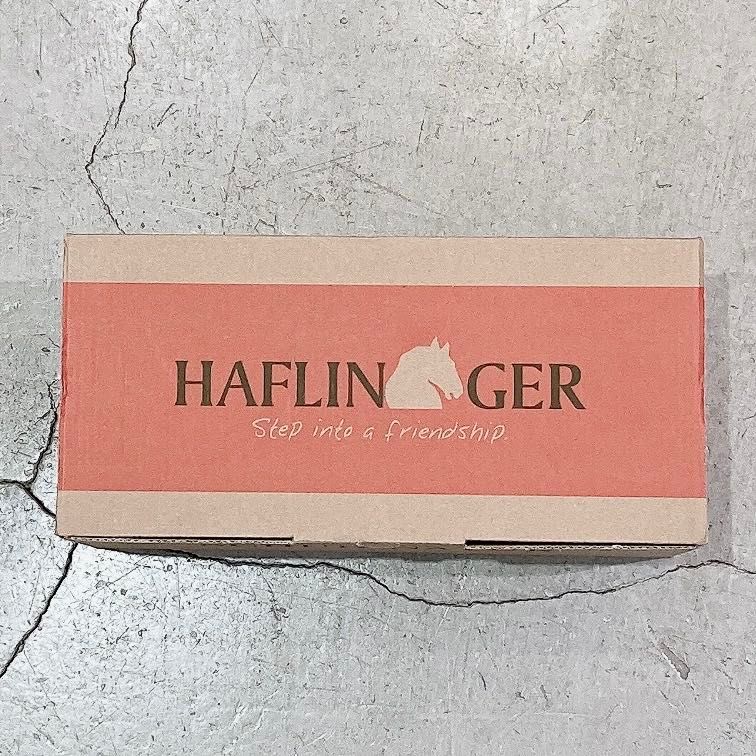 HAFLINGER
Step into a friendship.